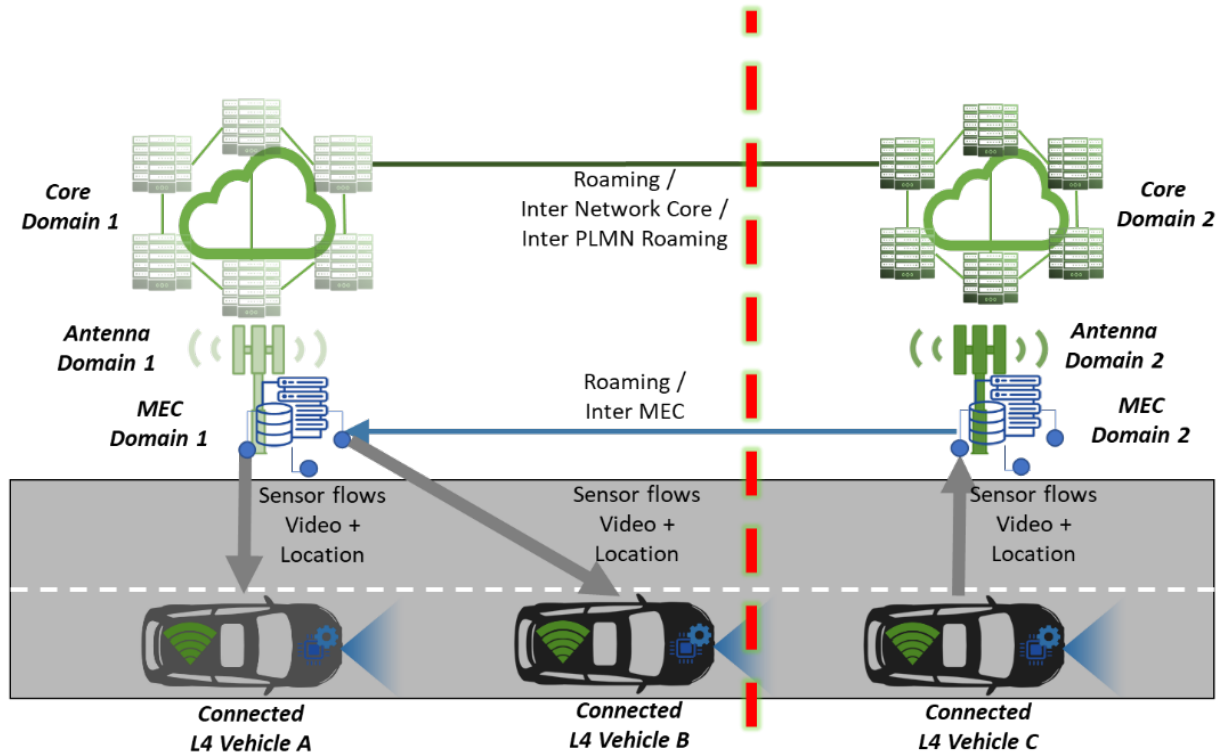 Core
Domain 1
Roaming /
Inter Network Core /
Inter PLMN Roaming
Core
Domain 2
Antenna
Domain 1
Antenna
Domain 2
MEC
Domain 1
Roaming /
Inter MEC
MEC
Domain 2
Sensor flows
Video +
Location
Sensor flows
Video +
Location
Sensor flows
Video +
Location
Connected
L4 Vehicle A
Connected
L4 Vehicle B
Connected
L4 Vehicle C